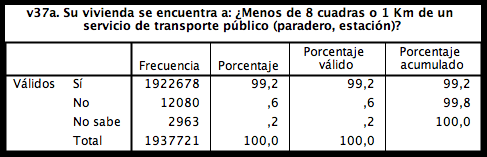 v37a. Su vivienda se encuentra a: ¿Menos de 8 cuadras o 1 Km de un
servicio de transporte público (paradero, estación)?
Frecuencia Porcentaje Porcentaje válido Porcentaje acumulado
Válidos Sí 1922678 99,2 99,2 99,2
No 12080 ,6 ,6 99,8
No sabe 2963 ,2 ,2 100,0
Total 1937721 100,0 100,0